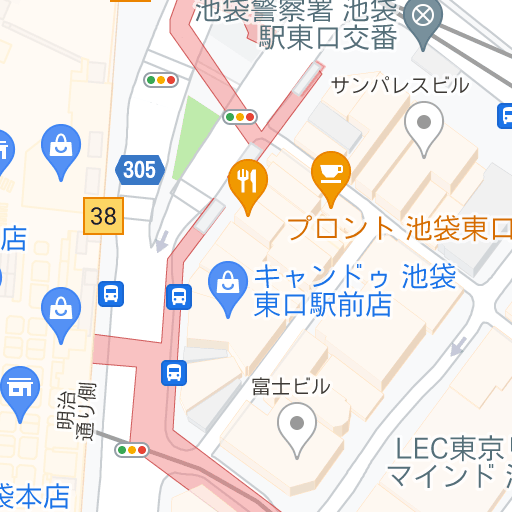 池袋警察署 池袋
駅東口交番
サンパレスビル
305
38
店
プロント 池袋東口
キャンドゥ 池袋
東口駅前店
富士ビル
明治
通り側
LEC東京リ
マインド 池
袋本店